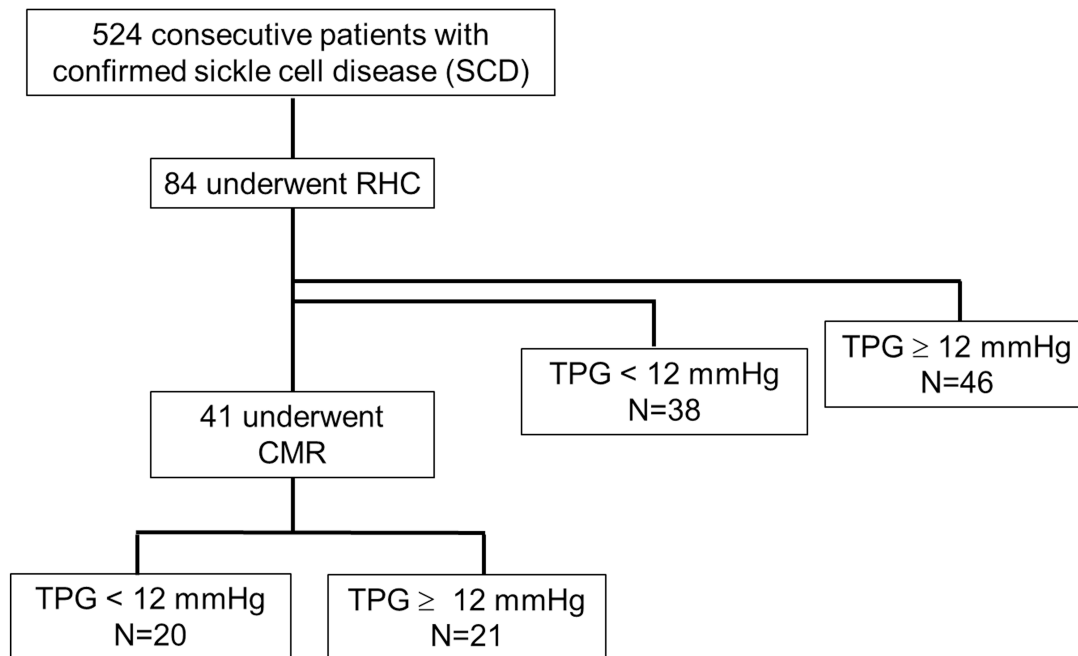 524 consecutive patients with
confirmed sickle cell disease (SCD)
84 underwent RHC
TPG ≥ 12 mmHg
N=46
TPG < 12 mmHg
N=38
41 underwent
CMR
TPG < 12 mmHg
N=20
TPG ≥ 12 mmHg
N=21